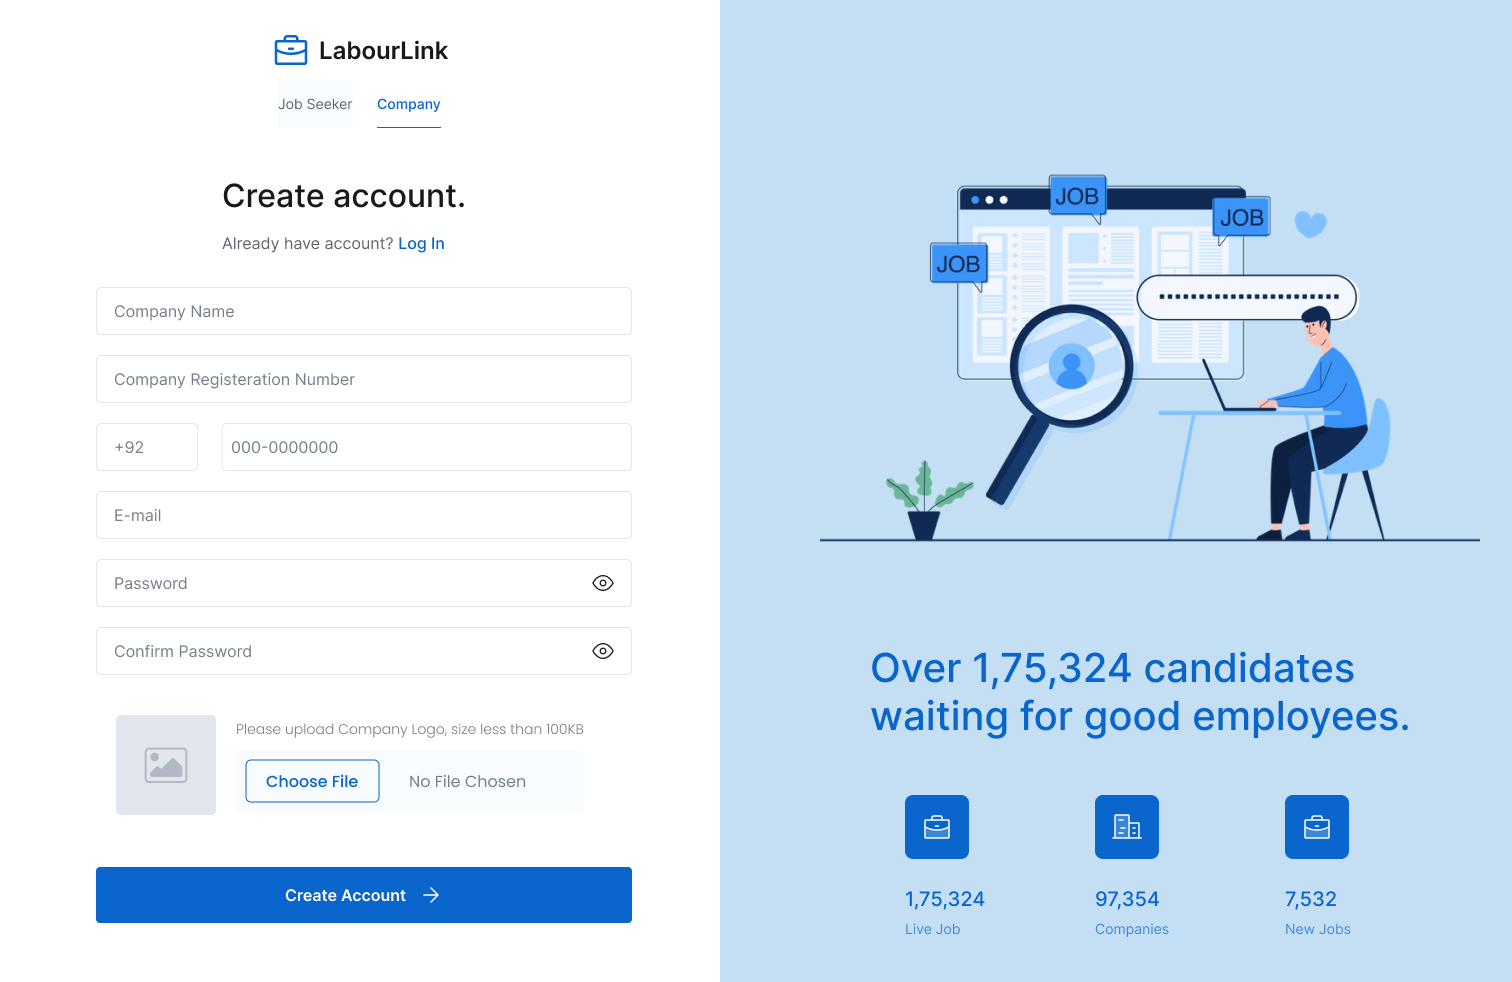 LabourLink
Job Seeker
Company
Create account.
Already have account? Log In
Company Name
Company Registeration Number
+92
000-0000000
E-mail
Password
Confirm Password
Please upload Company Logo, size less than 100KB
Choose File
No File Chosen
Create Account
JOB
JOB
JOB
Over 1,75,324 candidates
waiting for good employees.
1,75,324
Live Job
97,354
Companies
7,532
New Jobs